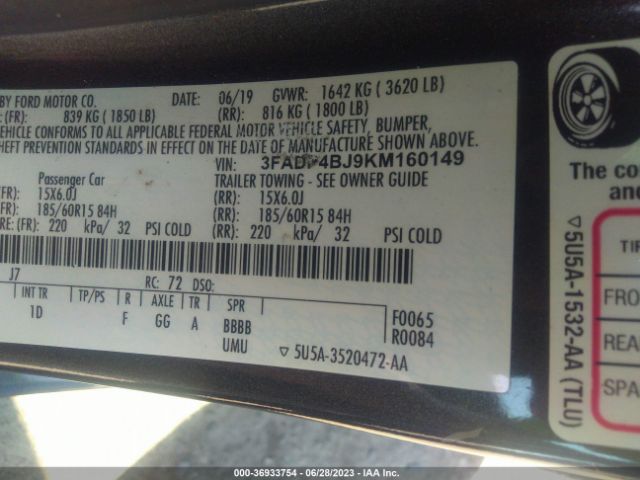 BY FORD MOTOR CO. DATE: 06/19 GVWR: 1642 KG ( 3620 LB)
(FR): 839 KG ( 1850 LB) (RR): 816 KG ( 1800 LB)
VEHICLE CONFORMS TO ALL APPLICABLE FEDERAL MOTOR VEHICLE SAFETY, BUMPER,
THEFT PREVENTION STANDARDS IN EFFECT ON THE DATE OF MANUFACTURE SHOWN ABOVE.
VIN: 3FADP4BJ9KM160149
Passenger Car TRAILER TOWING - SEE OWNER GUIDE
(FR): 15X6.0J (RR): 15X6.0J
185/60R15 84H (RR): 185/60R15 84H
(FR): 220 kPa/ 32 PSI COLD (RR): 220 kPa/ 32 PSI COLD
J7 RC: 72 DSO:
INT TR TP/PS R AXLE TR SPR F0065
1D F GG A BBBB R0084
UMU ▽ 5U5A-3520472-AA
The co
an
TIR
FRO
REA
SPA
▽ 5U5A-1532-AA (TLU)
000-36933754 - 06/28/2023 - IAA Inc.